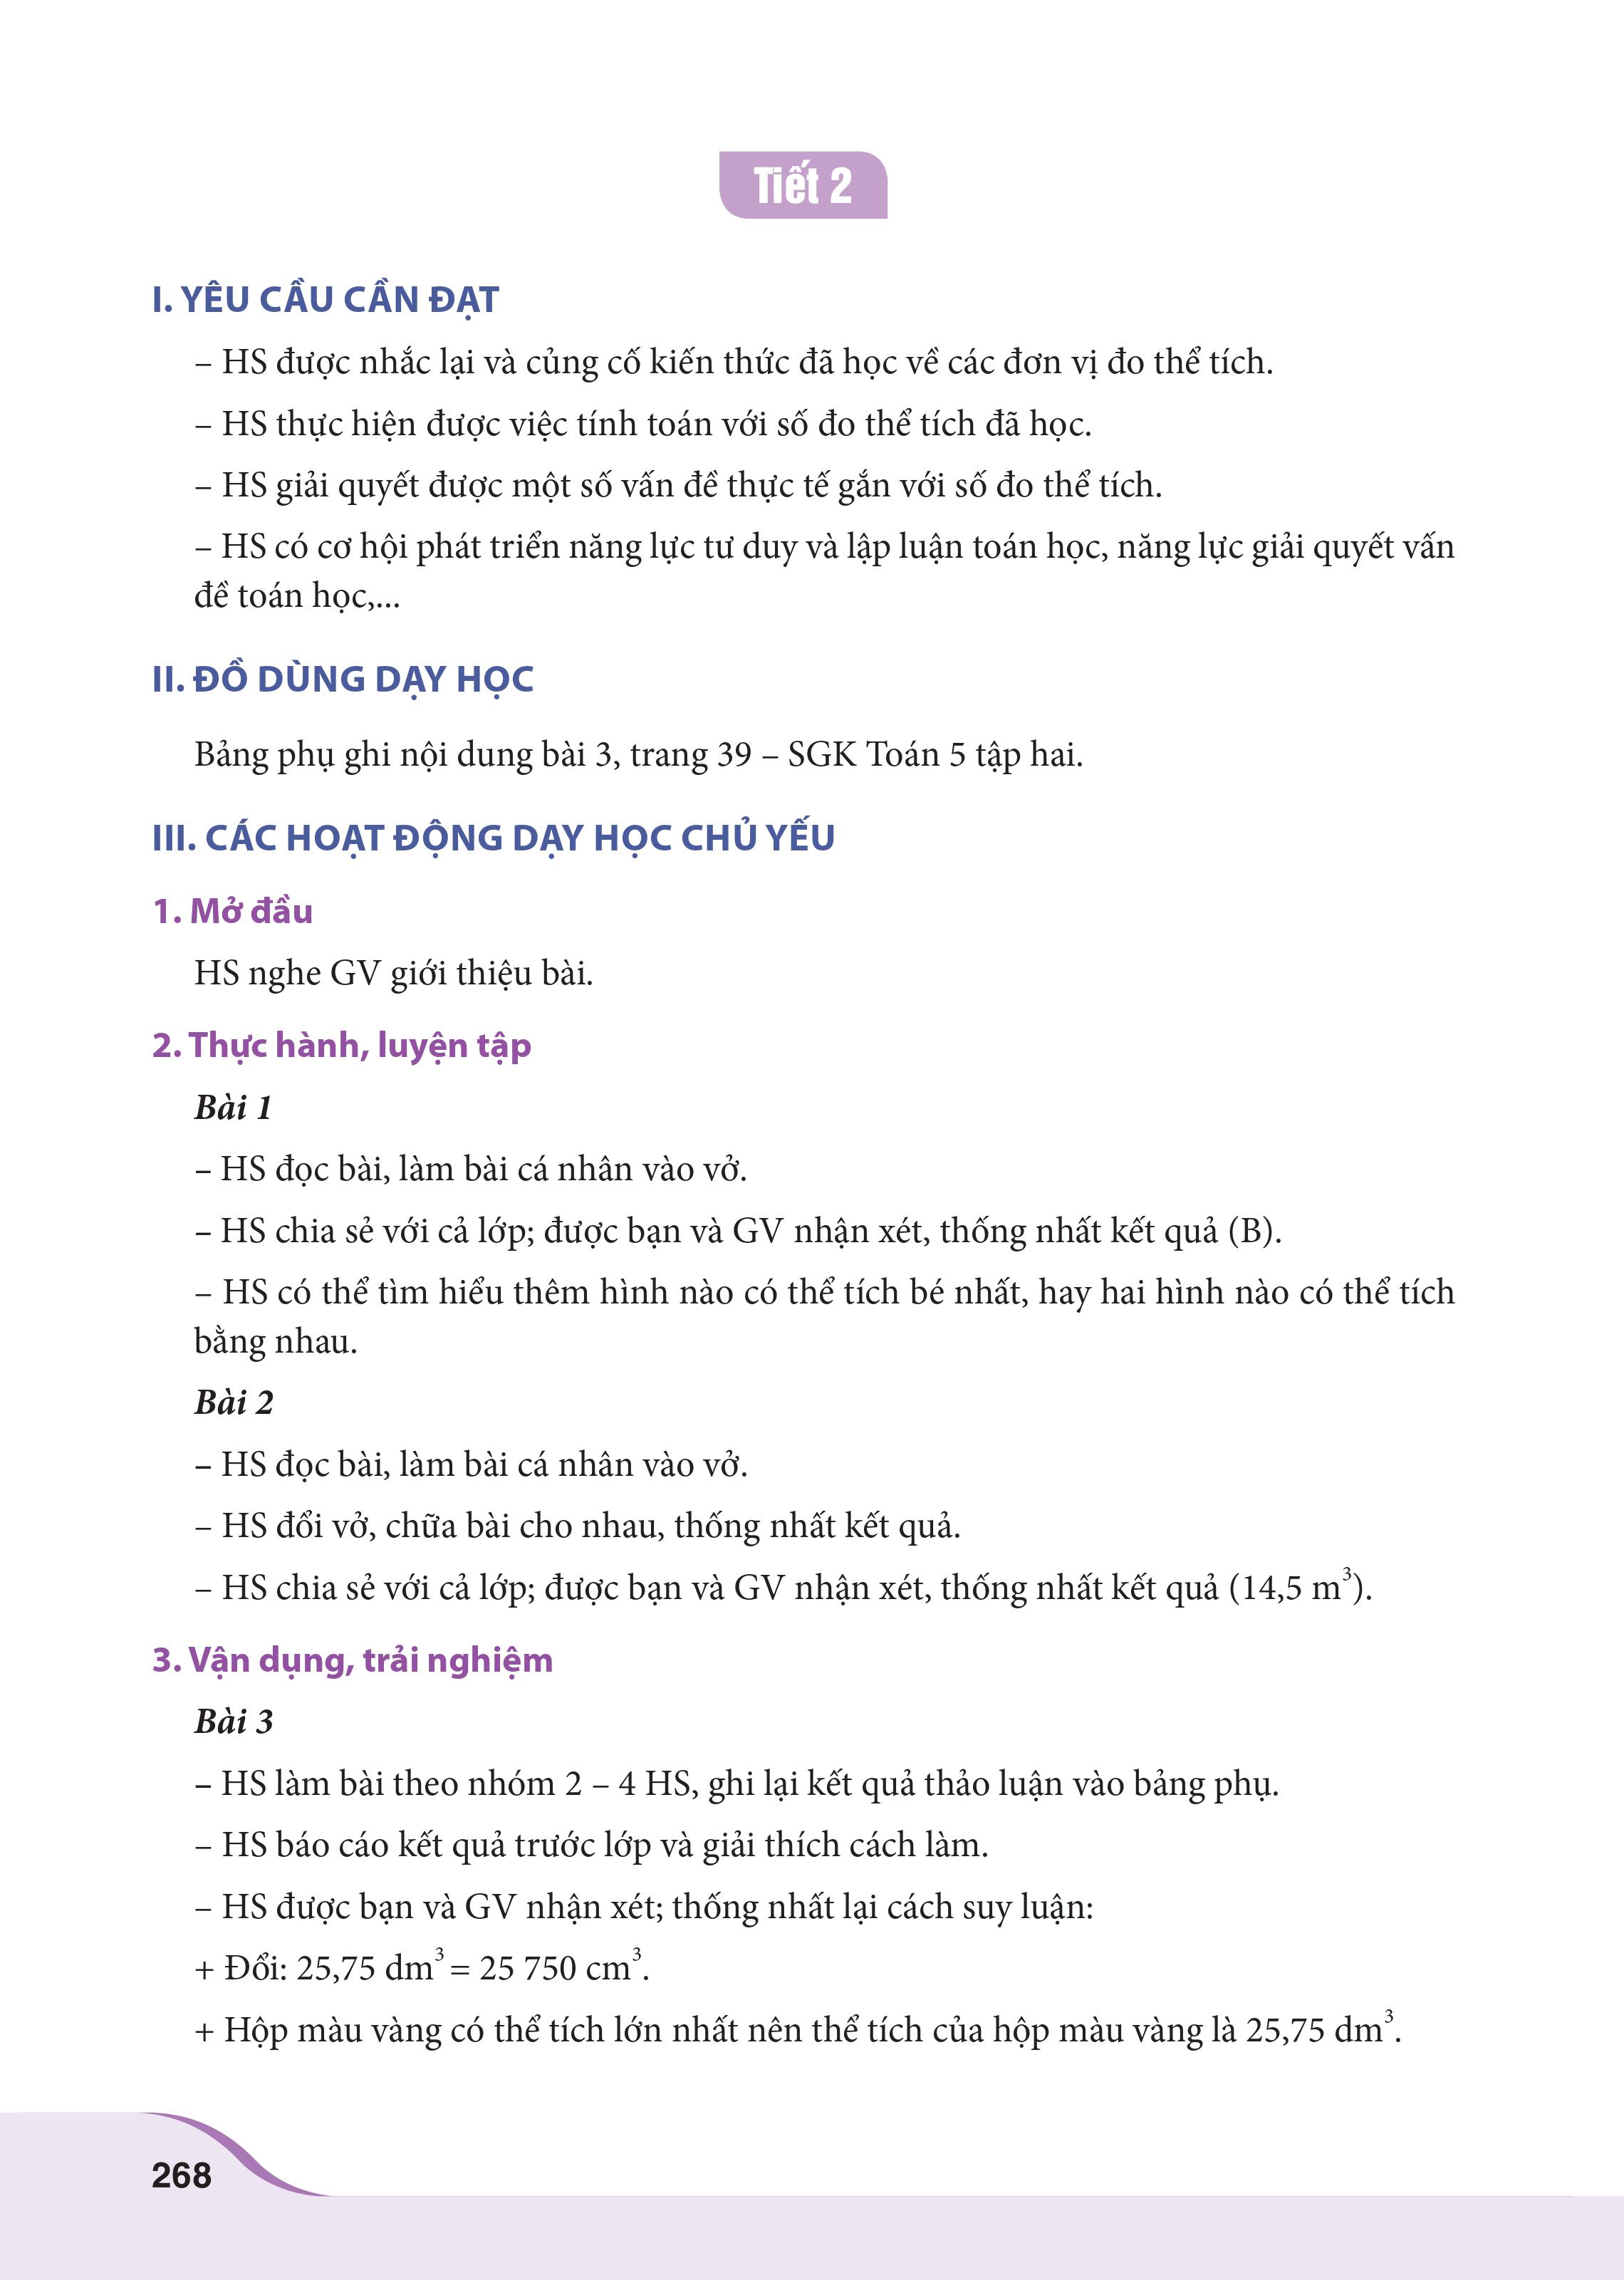 Tiết 2
I. YÊU CẦU CẦN ĐẠT
– HS được nhắc lại và củng cố kiến thức đã học về các đơn vị đo thể tích.
– HS thực hiện được việc tính toán với số đo thể tích đã học.
– HS giải quyết được một số vấn đề thực tế gắn với số đo thể tích.
– HS có cơ hội phát triển năng lực tư duy và lập luận toán học, năng lực giải quyết vấn
đề toán học,...
II. ĐỒ DÙNG DẠY HỌC
Bảng phụ ghi nội dung bài 3, trang 39 – SGK Toán 5 tập hai.
III. CÁC HOẠT ĐỘNG DẠY HỌC CHỦ YẾU
1. Mở đầu
HS nghe GV giới thiệu bài.
2. Thực hành, luyện tập
Bài 1
– HS đọc bài, làm bài cá nhân vào vở.
– HS chia sẻ với cả lớp; được bạn và GV nhận xét, thống nhất kết quả (B).
– HS có thể tìm hiểu thêm hình nào có thể tích bé nhất, hay hai hình nào có thể tích
bằng nhau.
Bài 2
– HS đọc bài, làm bài cá nhân vào vở.
– HS đổi vở, chữa bài cho nhau, thống nhất kết quả.
– HS chia sẻ với cả lớp; được bạn và GV nhận xét, thống nhất kết quả (14,5 m³).
3. Vận dụng, trải nghiệm
Bài 3
– HS làm bài theo nhóm 2 – 4 HS, ghi lại kết quả thảo luận vào bảng phụ.
– HS báo cáo kết quả trước lớp và giải thích cách làm.
– HS được bạn và GV nhận xét; thống nhất lại cách suy luận:
+ Đổi: 25,75 dm³ = 25 750 cm³.
+ Hộp màu vàng có thể tích lớn nhất nên thể tích của hộp màu vàng là 25,75 dm³.
268